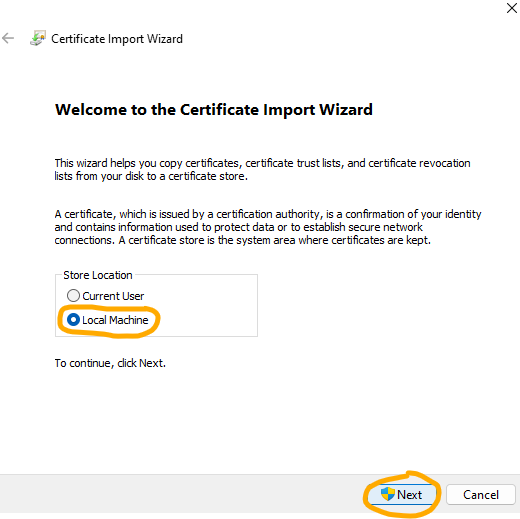 Certificate Import Wizard
Welcome to the Certificate Import Wizard
This wizard helps you copy certificates, certificate trust lists, and certificate revocation
lists from your disk to a certificate store.
A certificate, which is issued by a certification authority, is a confirmation of your identity
and contains information used to protect data or to establish secure network
connections. A certificate store is the system area where certificates are kept.
Store Location
Current User
Local Machine
To continue, click Next.
Next
Cancel